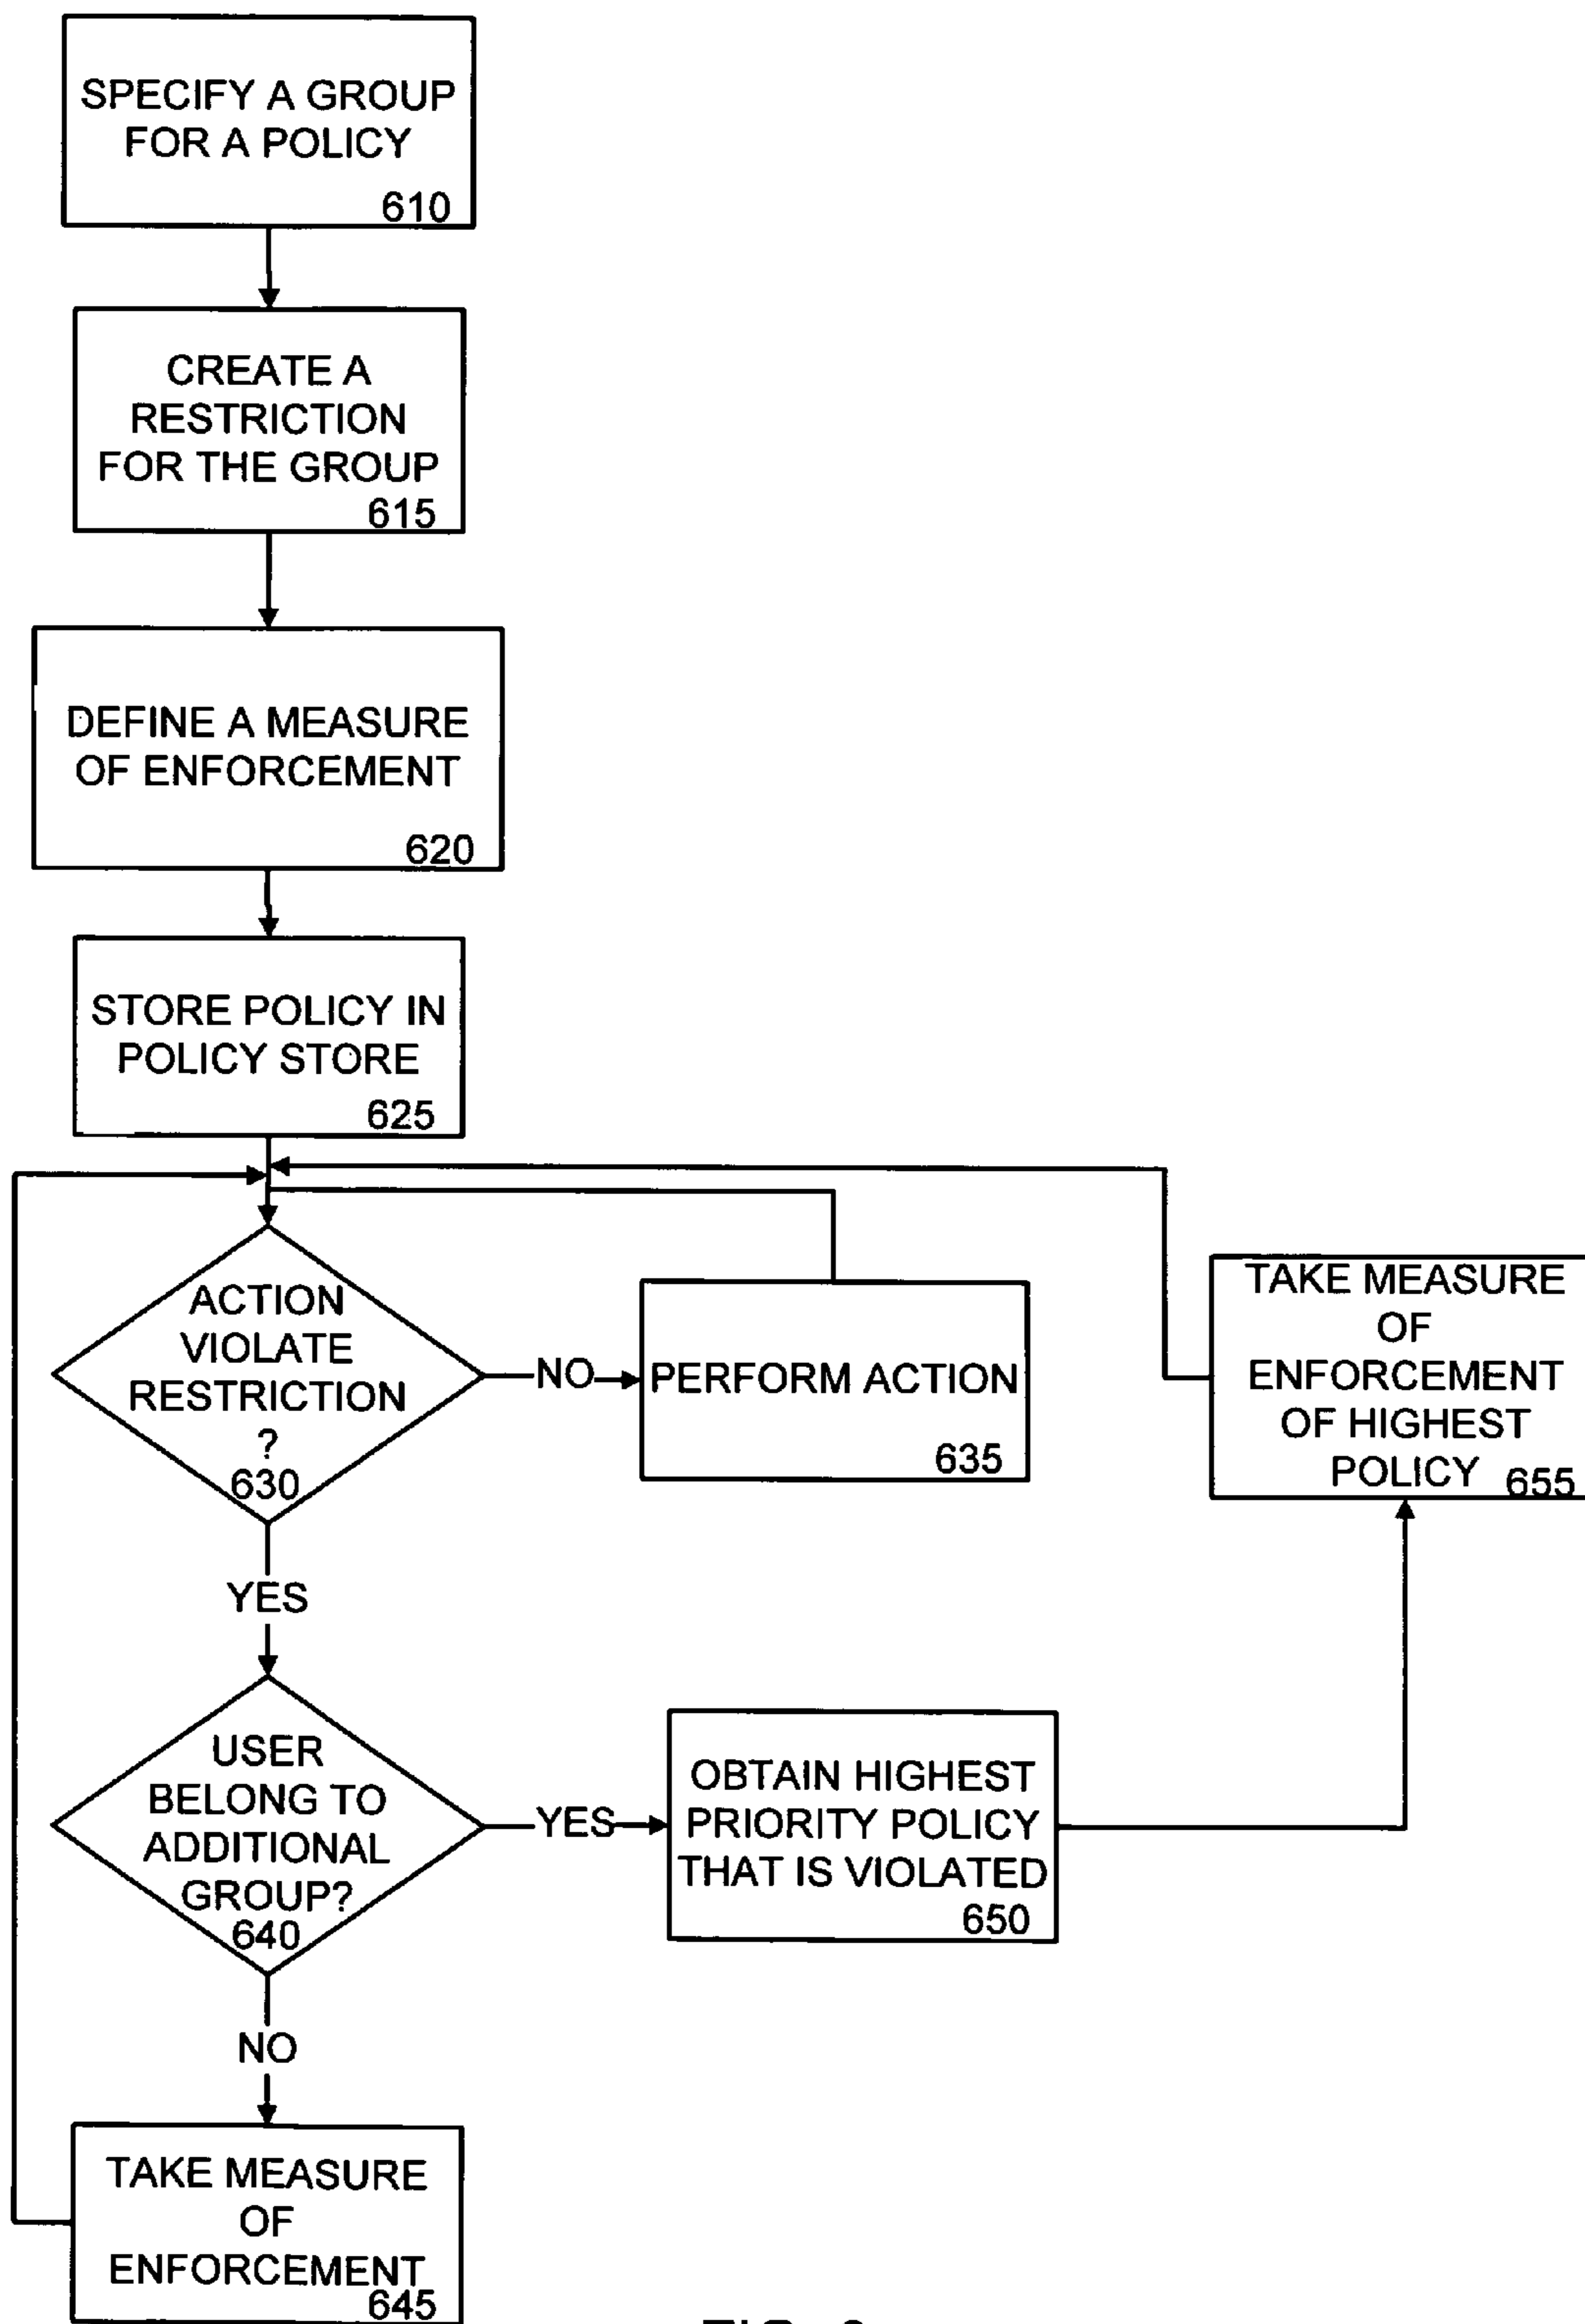 SPECIFY A GROUP
FOR A POLICY
610
CREATE A
RESTRICTION
FOR THE GROUP
615
DEFINE A MEASURE
OF ENFORCEMENT
620
STORE POLICY IN
POLICY STORE
625
ACTION
VIOLATE
RESTRICTION
?
630
NO
PERFORM ACTION
635
TAKE MEASURE
OF
ENFORCEMENT
OF HIGHEST
POLICY 655
YES
USER
BELONG TO
ADDITIONAL
GROUP?
640
YES
OBTAIN HIGHEST
PRIORITY POLICY
THAT IS VIOLATED
650
NO
TAKE MEASURE
OF
ENFORCEMENT
645